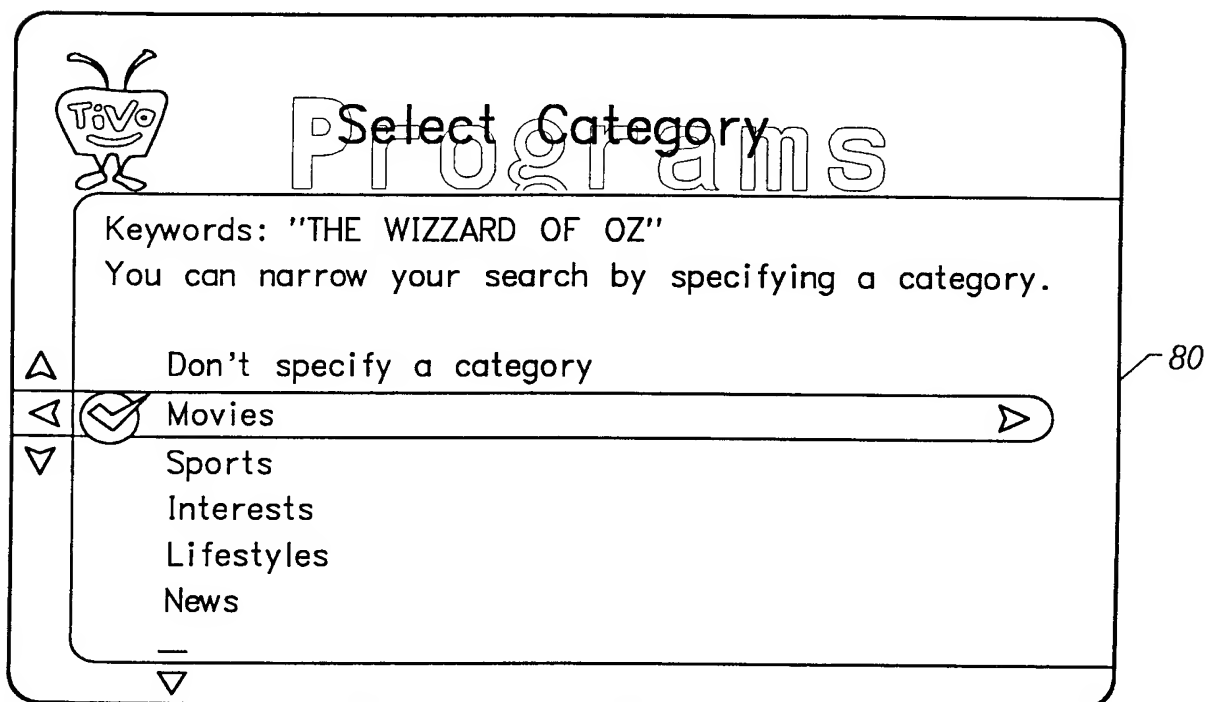 TiVo
Programs
Select Category
Keywords: "THE WIZZARD OF OZ"
You can narrow your search by specifying a category.
Don't specify a category
80
Movies
Sports
Interests
Lifestyles
News